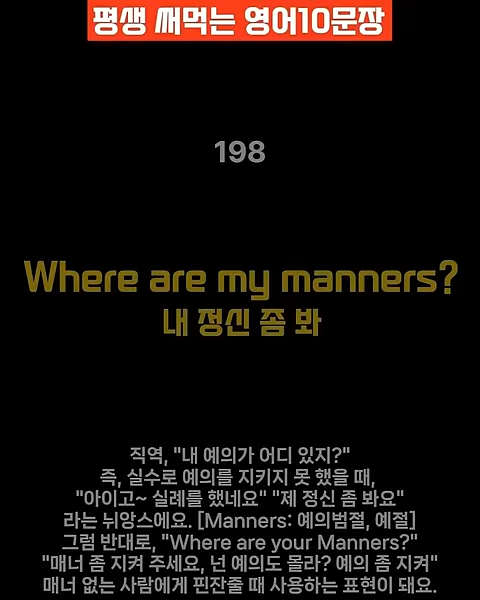 평생 써먹는 영어10문장
198
Where are my manners?
내 정신 좀 봐
직역, "내 예의가 어디 있지?"
즉, 실수로 예의를 지키지 못 했을 때,
"아이고~ 실례를 했네요" "제 정신 좀 봐요"
라는 뉘앙스에요. [Manners: 예의범절, 예절]
그럼 반대로, "Where are your Manners?"
"매너 좀 지켜 주세요, 넌 예의도 몰라? 예의 좀 지켜"
매너 없는 사람에게 핀잔줄 때 사용하는 표현이 돼요.